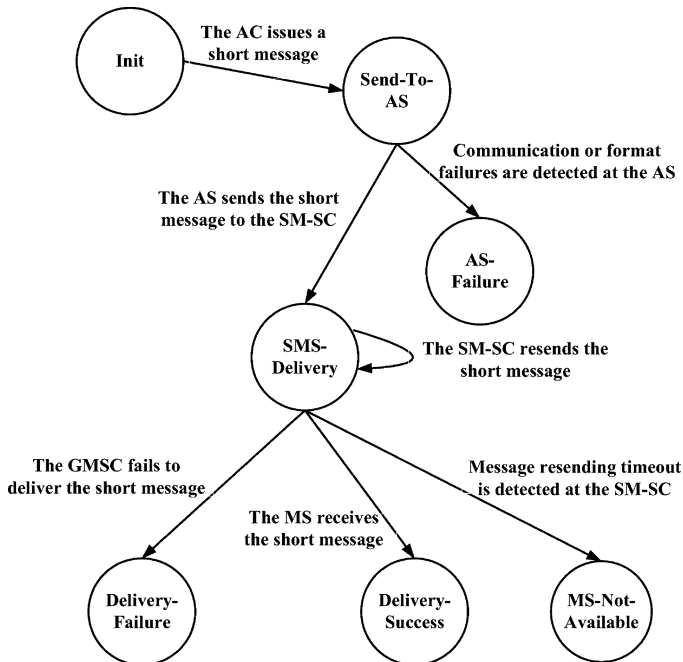 Init
The AC issues a
short message
Send-To-
AS
Communication or format
failures are detected at the AS
The AS sends the short
message to the SM-SC
AS-
Failure
SMS-
Delivery
The SM-SC resends the
short message
The GMSC fails to
deliver the short message
The MS receives
the short message
Message resending timeout
is detected at the SM-SC
Delivery-
Failure
Delivery-
Success
MS-Not-
Available